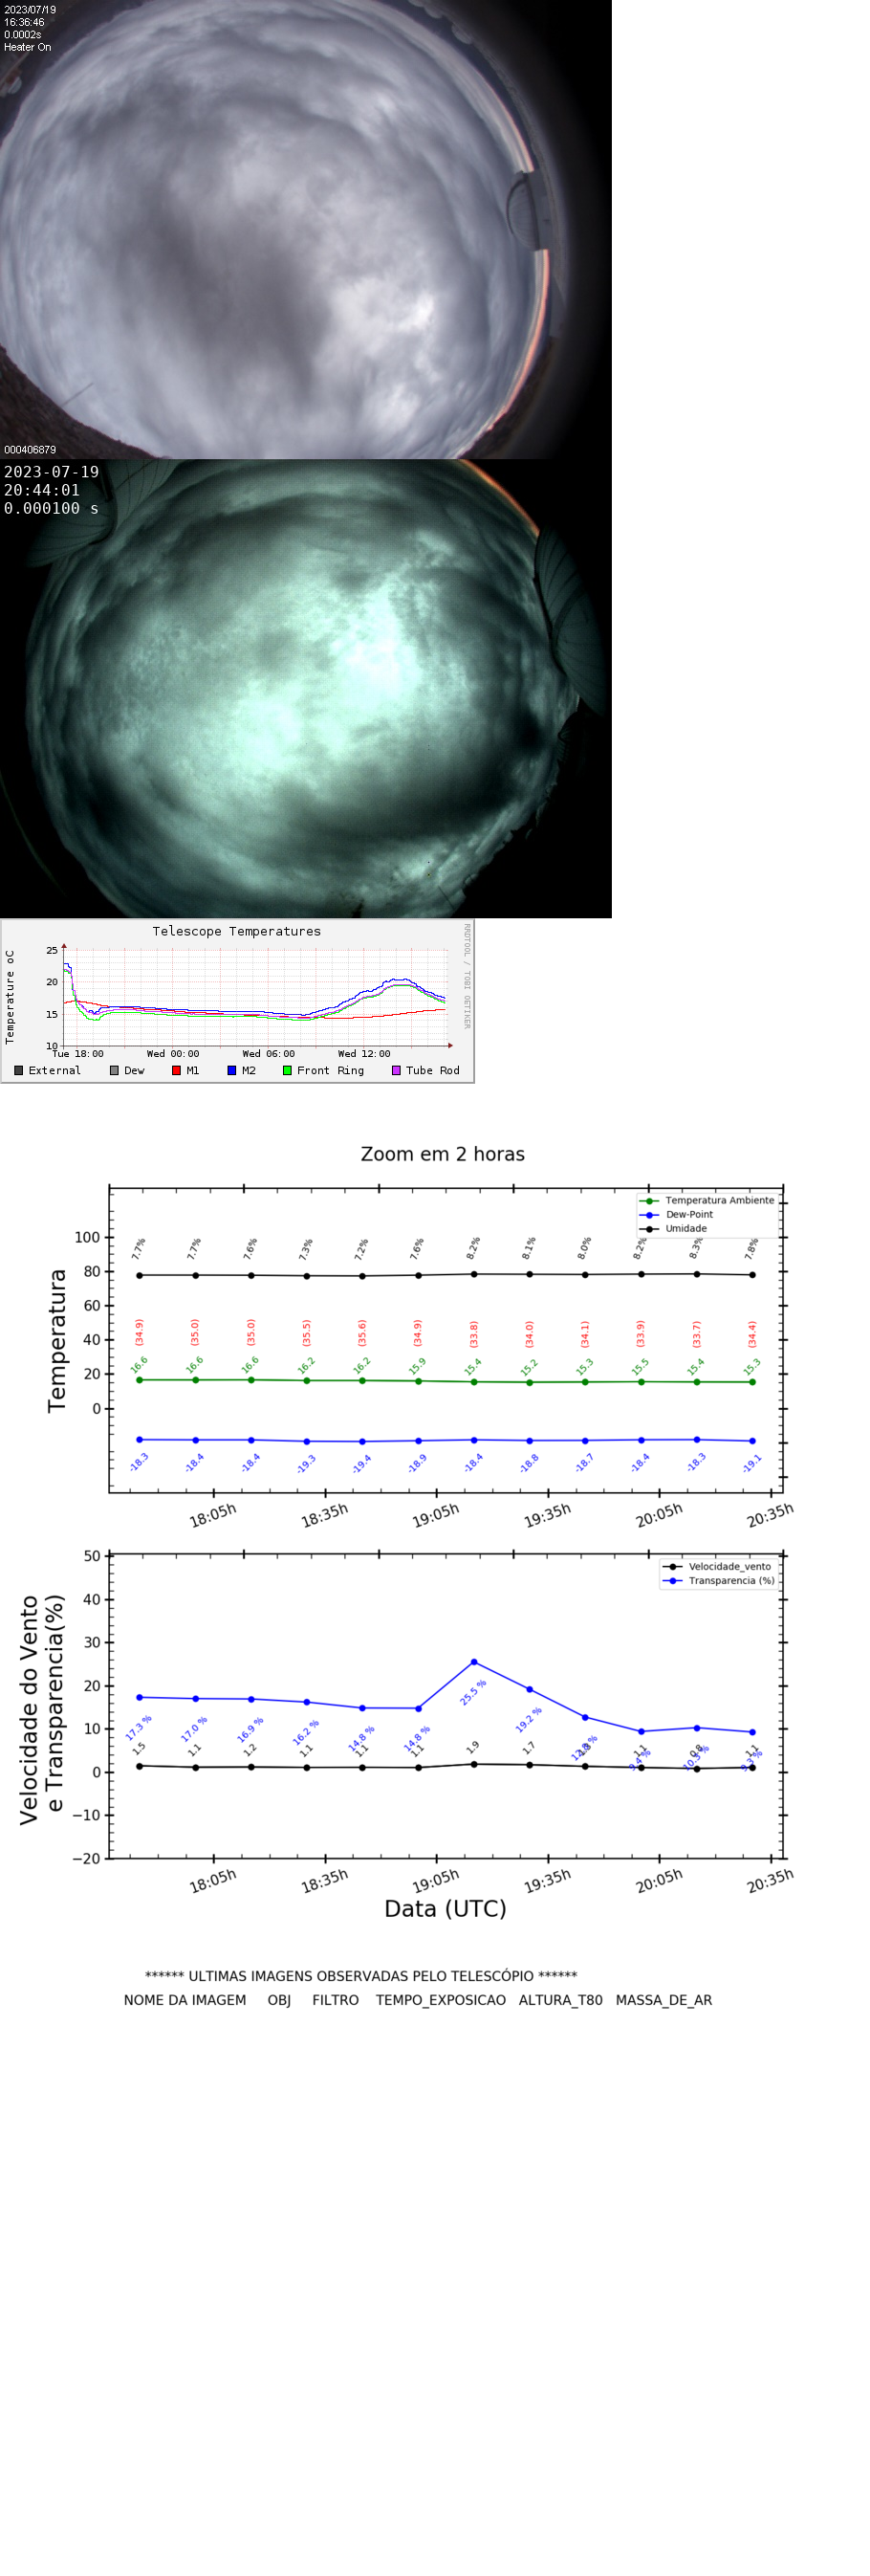 2023/07/19
16:36:46
0.0002s
Heater On
000406879
2023-07-19
20:44:01
0.000100 s
Telescope Temperatures
RRDTOOL / TOBI OETIKER
Temperature oC
25
20
15
10
Tue 18:00 Wed 00:00 Wed 06:00 Wed 12:00
External Dew M1 M2 Front Ring Tube Rod
Zoom em 2 horas
Temperatura Ambiente
Dew-Point
Umidade
Temperatura
100
80
60
40
20
0
7.7% 7.7% 7.6% 7.3% 7.2% 7.6% 8.2% 8.1% 8.0% 8.2% 8.3% 7.8%
(34.9) (35.0) (35.0) (35.5) (35.6) (34.9) (33.8) (34.0) (34.1) (33.9) (33.7) (34.4)
16.6 16.6 16.6 16.2 16.2 15.9 15.4 15.2 15.3 15.5 15.4 15.3
-18.3 -18.4 -18.4 -19.3 -19.4 -18.9 -18.4 -18.8 -18.7 -18.4 -18.3 -19.1
18:05h 18:35h 19:05h 19:35h 20:05h 20:35h
Velocidade_vento
Transparencia (%)
Velocidade do Vento
e Transparencia(%)
50
40
30
20
10
0
−10
−20
17.3 % 17.0 % 16.9 % 16.2 % 14.8 % 14.8 % 25.5 % 19.2 % 9.4 % 9.3 %
1.5 1.1 1.2 1.1 1.1 1.1 1.9 1.7 1.1 0.8 1.1
18:05h 18:35h 19:05h 19:35h 20:05h 20:35h
Data (UTC)
****** ULTIMAS IMAGENS OBSERVADAS PELO TELESCÓPIO ******
NOME DA IMAGEM OBJ FILTRO TEMPO_EXPOSICAO ALTURA_T80 MASSA_DE_AR